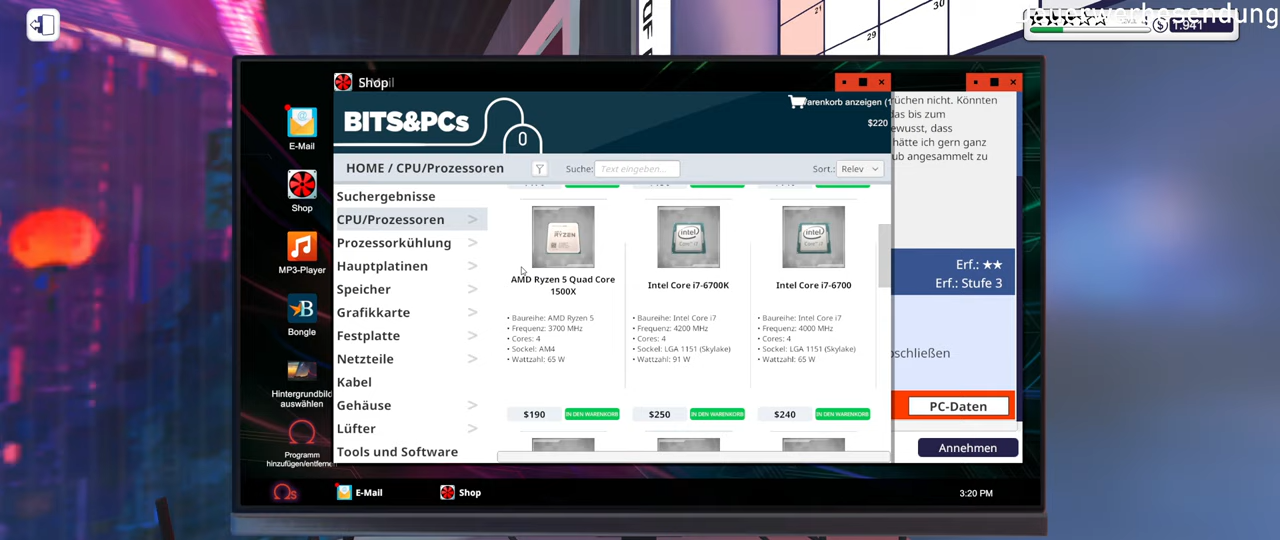 21
30
29
1.941
Shop
BITS&PCs
Warenkorb anzeigen (1
$220
HOME / CPU/Prozessoren
Suche:
Text eingeben...
Sort.:
Relev
E-Mail
Shop
MP3-Player
Bongle
Hintergrundbild
auswählen
Programm
hinzufügen/entfernen
Suchergebnisse
CPU/Prozessoren >
Prozessorkühlung >
Hauptplatinen >
Speicher >
Grafikkarte >
Festplatte >
Netzteile >
Kabel
Gehäuse >
Lüfter >
Tools und Software
AMD Ryzen 5 Quad Core
1500X
• Baureihe: AMD Ryzen 5
• Frequenz: 3700 MHz
• Cores: 4
• Sockel: AM4
• Wattzahl: 65 W
$190
IN DEN WARENKORB
Intel Core i7-6700K
• Baureihe: Intel Core i7
• Frequenz: 4200 MHz
• Cores: 4
• Sockel: LGA 1151 (Skylake)
• Wattzahl: 91 W
$250
IN DEN WARENKORB
Intel Core i7-6700
• Baureihe: Intel Core i7
• Frequenz: 4000 MHz
• Cores: 4
• Sockel: LGA 1151 (Skylake)
• Wattzahl: 65 W
$240
IN DEN WARENKORB
üchen nicht. Könnten
das bis zum
ewusst, dass
hätte ich gern ganz
ub angesammelt zu
Erf.: ★★
Erf.: Stufe 3
bschließen
PC-Daten
Annehmen
E-Mail
Shop
3:20 PM